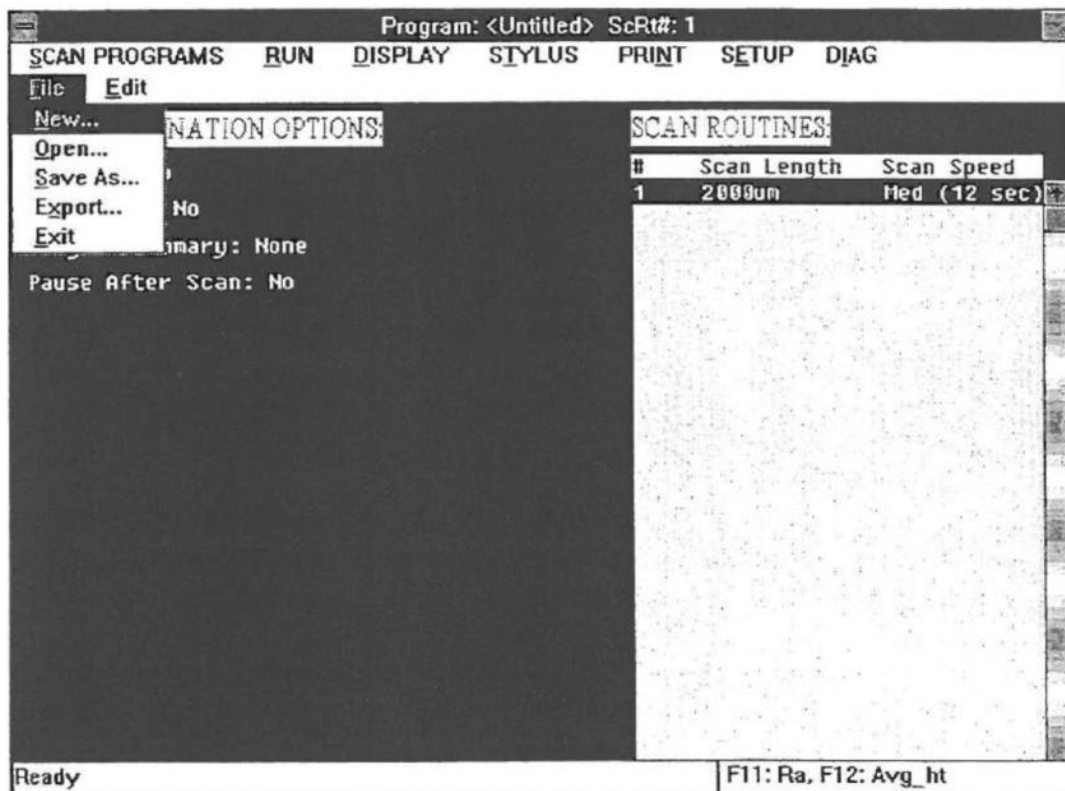 Program: <Untitled> ScRt#: 1
SCAN PROGRAMS RUN DISPLAY STYLUS PRINT SETUP DIAG
File Edit
New...
Open...
Save As...
Export...
Exit
NATION OPTIONS:
No
mmary: None
Pause After Scan: No
SCAN ROUTINES:
# Scan Length Scan Speed
1 2000um Med (12 sec)
Ready
F11: Ra, F12: Avg_ht